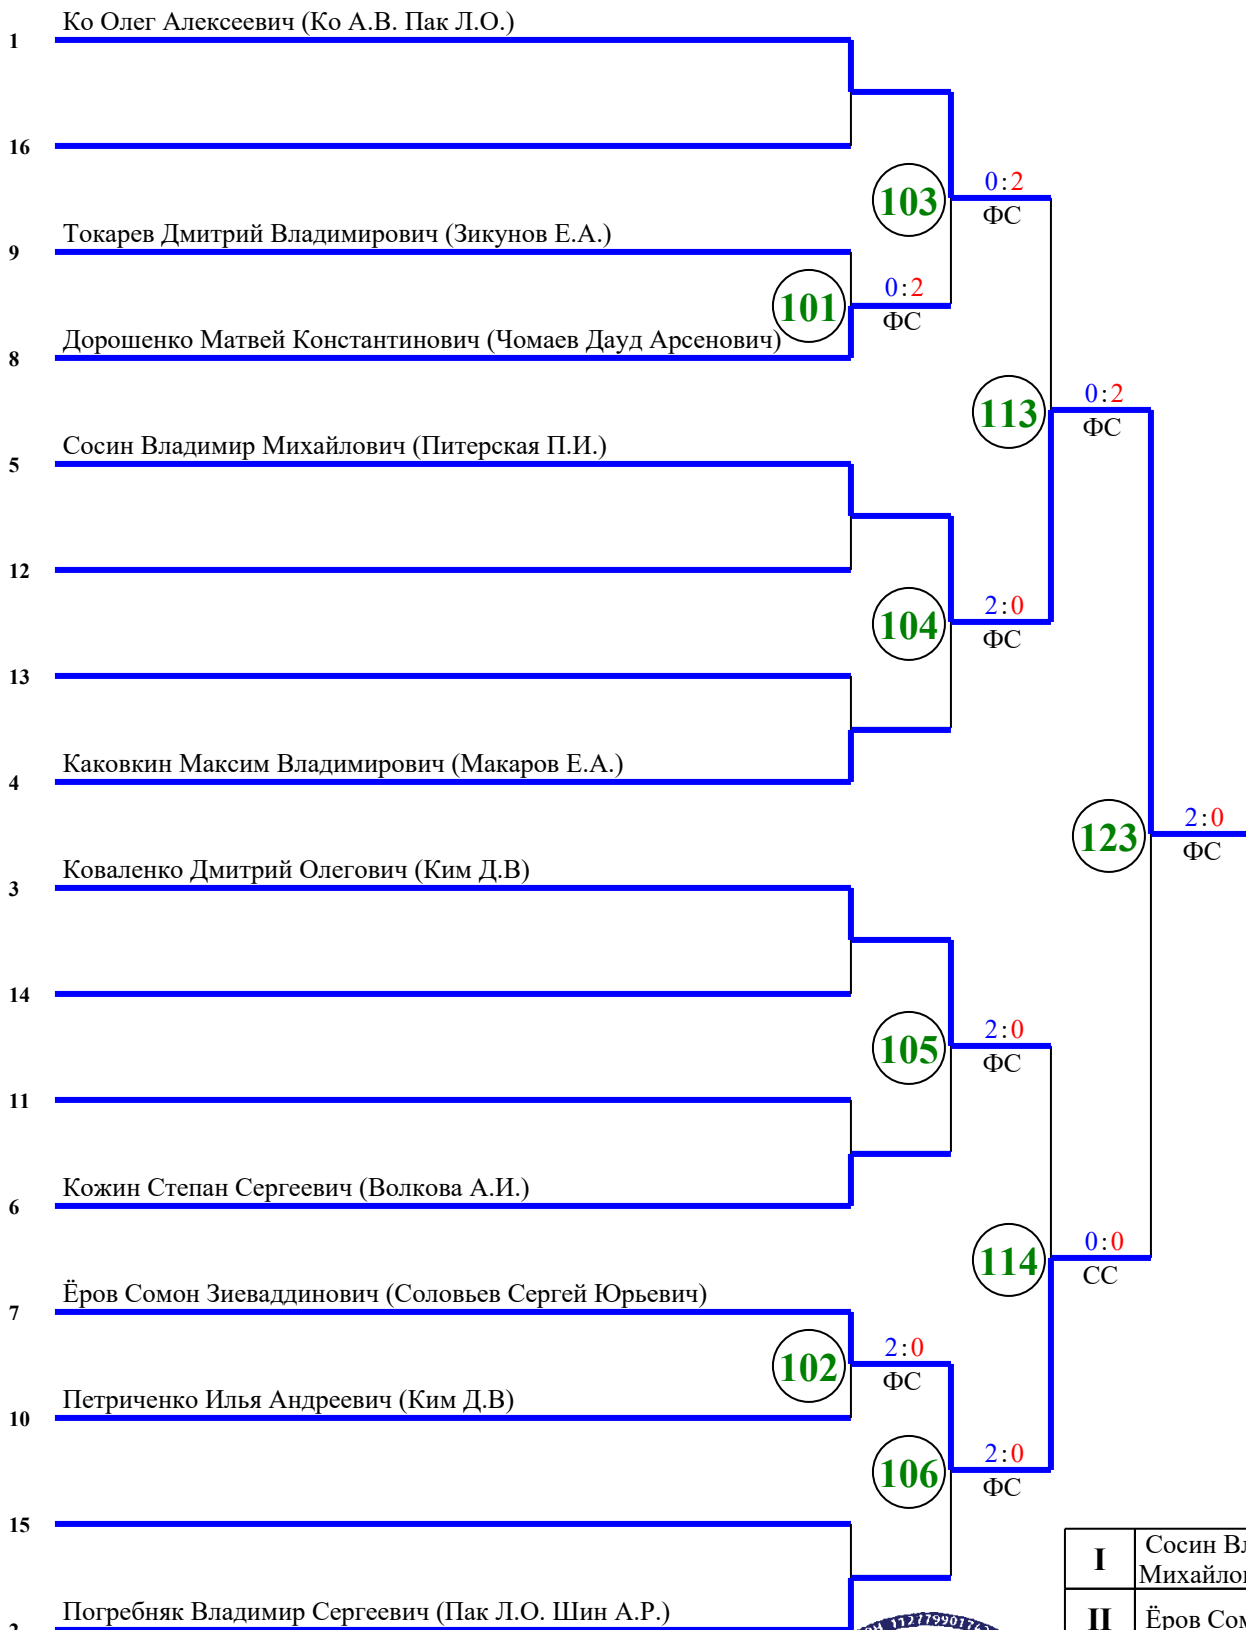 Ко Олег Алексеевич (Ко А.В. Пак Л.О.)
1
16
103
0:2
ФС
Токарев Дмитрий Владимирович (Зикунов Е.А.)
9
101
0:2
ФС
Дорошенко Матвей Константинович (Чомаев Дауд Арсенович)
8
113
0:2
ФС
Сосин Владимир Михайлович (Питерская П.И.)
5
12
104
2:0
ФС
13
Каковкин Максим Владимирович (Макаров Е.А.)
4
123
2:0
ФС
Коваленко Дмитрий Олегович (Ким Д.В)
3
14
105
2:0
ФС
11
Кожин Степан Сергеевич (Волкова А.И.)
6
114
0:0
СС
Ёров Сомон Зиеваддинович (Соловьев Сергей Юрьевич)
7
102
2:0
ФС
Петриченко Илья Андреевич (Ким Д.В)
10
106
2:0
ФС
15
I
Сосин Вл
Михайло
Погребняк Владимир Сергеевич (Пак Л.О. Шин А.Р.)
2
II
Ёров Сом